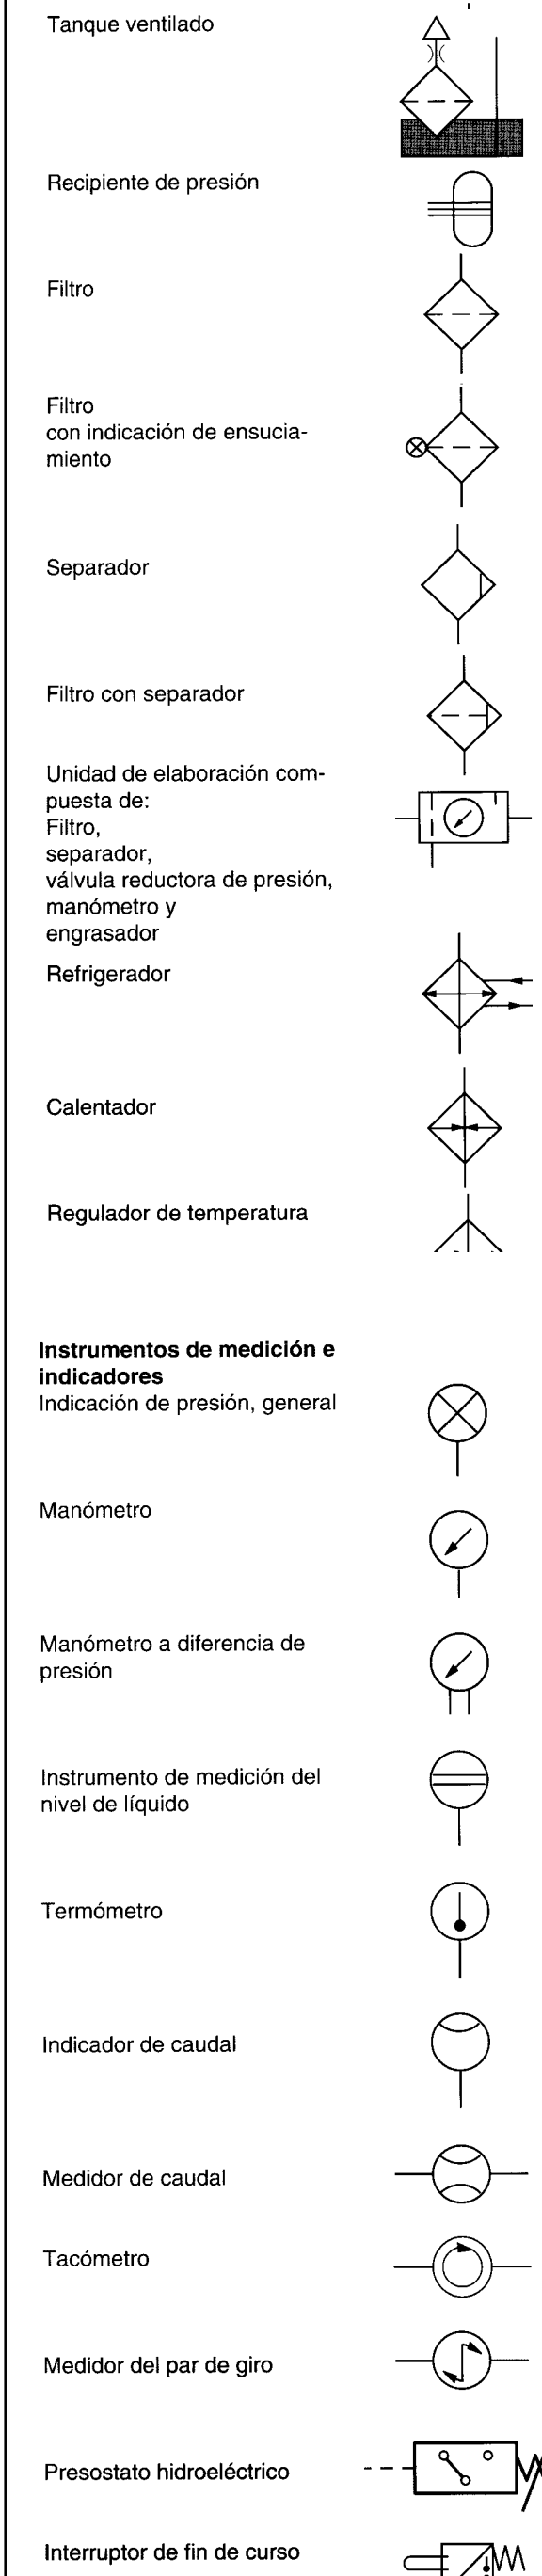 Tanque ventilado
Recipiente de presión
Filtro
Filtro
con indicación de ensucia-
miento
Separador
Filtro con separador
Unidad de elaboración com-
puesta de:
Filtro,
separador,
válvula reductora de presión,
manómetro y
engrasador
Refrigerador
Calentador
Regulador de temperatura
Instrumentos de medición e
indicadores
Indicación de presión, general
Manómetro
Manómetro a diferencia de
presión
Instrumento de medición del
nivel de líquido
Termómetro
Indicador de caudal
Medidor de caudal
Tacómetro
Medidor del par de giro
Presostato hidroeléctrico
Interruptor de fin de curso